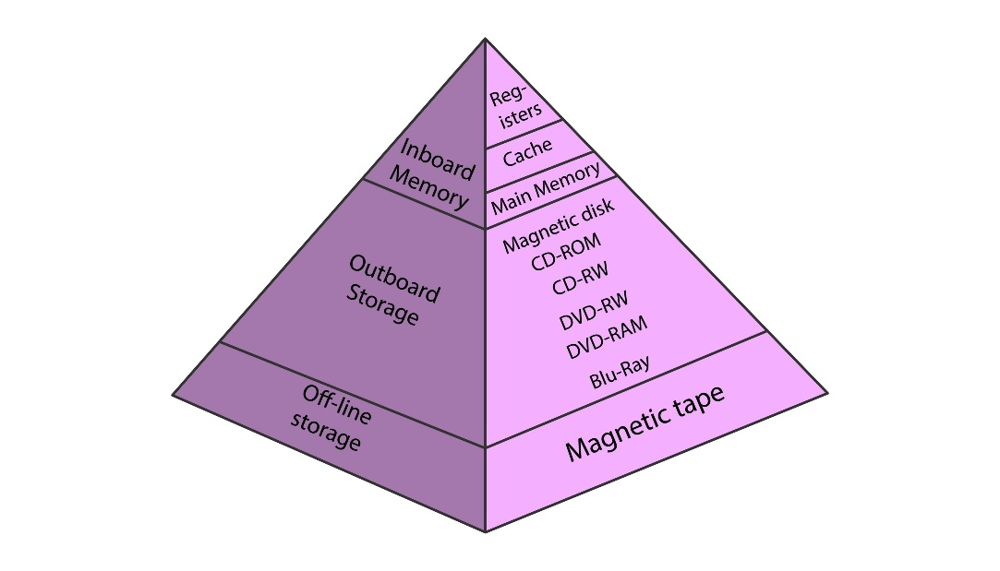 Inboard
Memory
Outboard
Storage
Off-line
storage
Reg-
isters
Cache
Main Memory
Magnetic disk
CD-ROM
CD-RW
DVD-RW
DVD-RAM
Blu-Ray
Magnetic tape